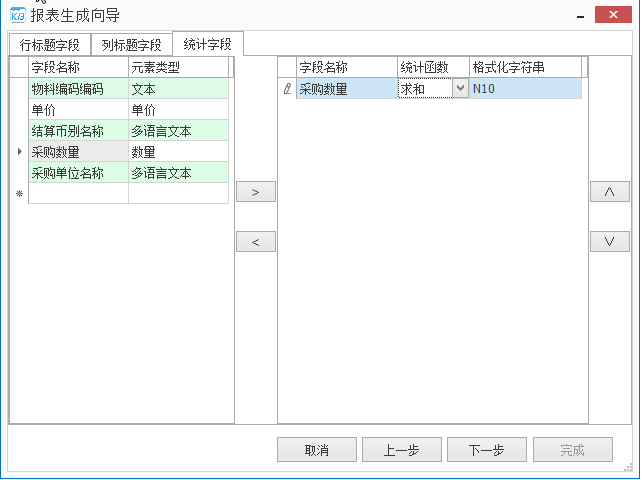 K/3 报表生成向导
行标题字段 列标题字段 统计字段
字段名称 元素类型
物料编码编码 文本
单价 单价
结算币别名称 多语言文本
采购数量 数量
采购单位名称 多语言文本
字段名称 统计函数 格式化字符串
采购数量 求和 N10
>
<
取消 上一步 下一步 完成